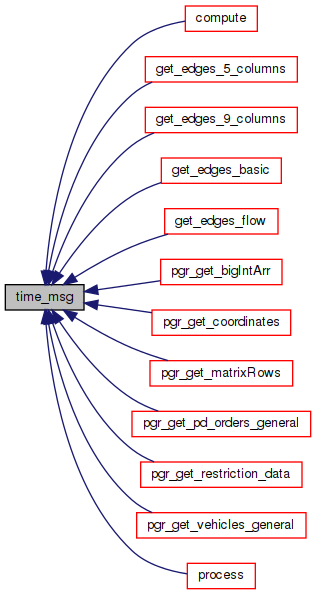 compute
get_edges_5_columns
get_edges_9_columns
get_edges_basic
get_edges_flow
pgr_get_bigIntArr
time_msg
pgr_get_coordinates
pgr_get_matrixRows
pgr_get_pd_orders_general
pgr_get_restriction_data
pgr_get_vehicles_general
process